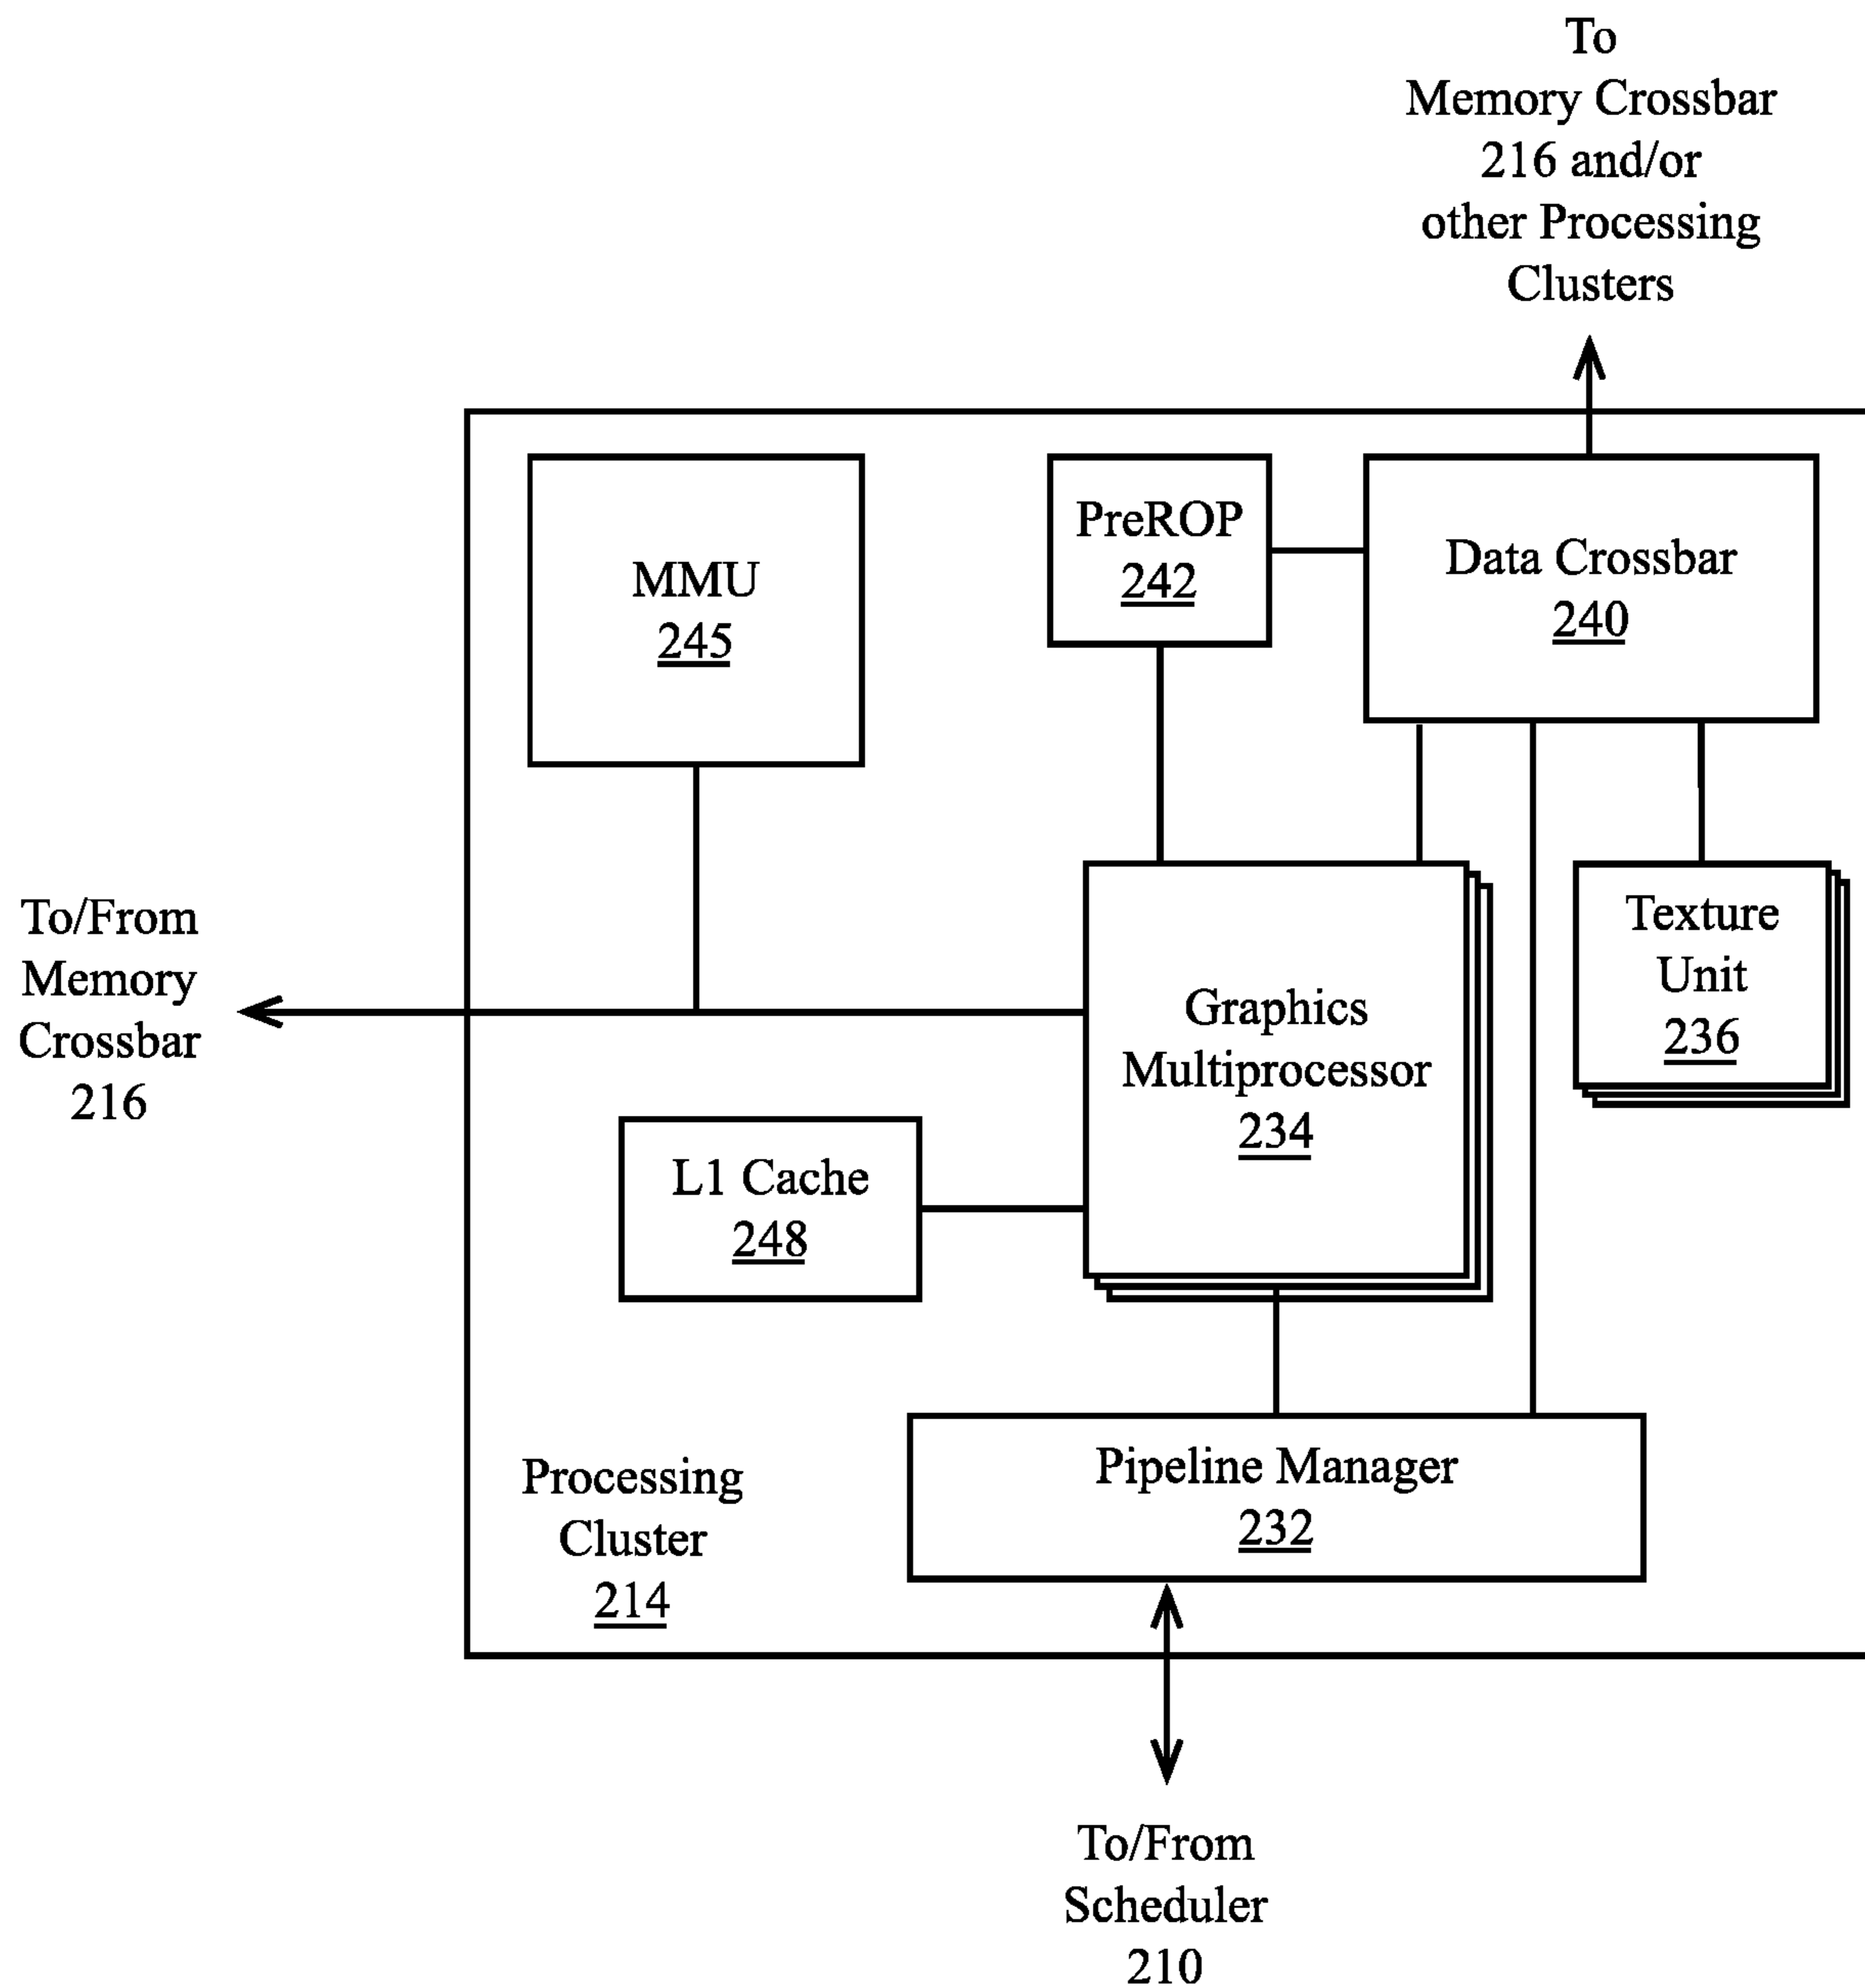 To
Memory Crossbar
216 and/or
other Processing
Clusters
MMU
245
PreROP
242
Data Crossbar
240
To/From
Memory
Crossbar
216
Graphics
Multiprocessor
234
Texture
Unit
236
L1 Cache
248
Processing
Cluster
214
Pipeline Manager
232
To/From
Scheduler
210